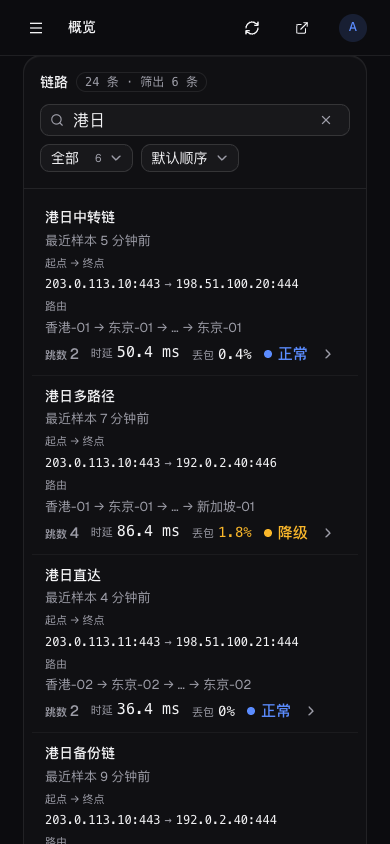 概览
A
链路 24 条 · 筛出 6 条
港日
全部 6 默认顺序
港日中转链
最近样本 5 分钟前
起点 → 终点
203.0.113.10:443 → 198.51.100.20:444
路由
香港-01 → 东京-01 → … → 东京-01
跳数 2 时延 50.4 ms 丢包 0.4% 正常
港日多路径
最近样本 7 分钟前
起点 → 终点
203.0.113.10:443 → 192.0.2.40:446
路由
香港-01 → 东京-01 → … → 新加坡-01
跳数 4 时延 86.4 ms 丢包 1.8% 降级
港日直达
最近样本 4 分钟前
起点 → 终点
203.0.113.11:443 → 198.51.100.21:444
路由
香港-02 → 东京-02 → … → 东京-02
跳数 2 时延 36.4 ms 丢包 0% 正常
港日备份链
最近样本 9 分钟前
起点 → 终点
203.0.113.10:443 → 192.0.2.40:444
路由